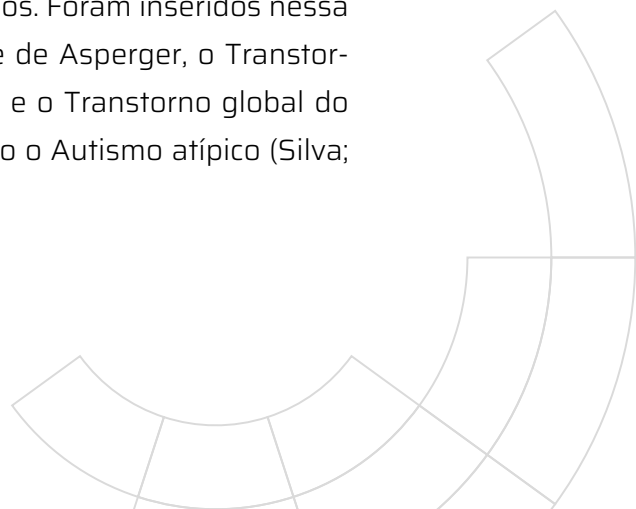 os. Foram inseridos nessa
e de Asperger, o Transtor-
e o Transtorno global do
o o Autismo atípico (Silva;